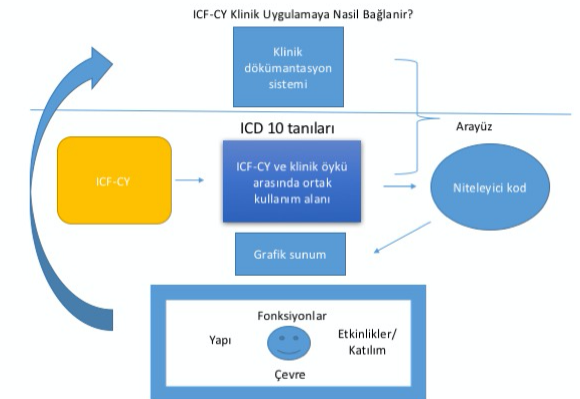 ICF-CY Klinik Uygulamaya Nasil Bağlanir?
Klinik
dökümantasyon
sistemi
ICD 10 tanıları
Arayüz
ICF-CY
ICF-CY ve klinik öykü
arasında ortak
kullanım alanı
Niteleyici kod
Grafik sunum
Fonksiyonlar
Yapı
Etkinlikler/
Katılım
Çevre